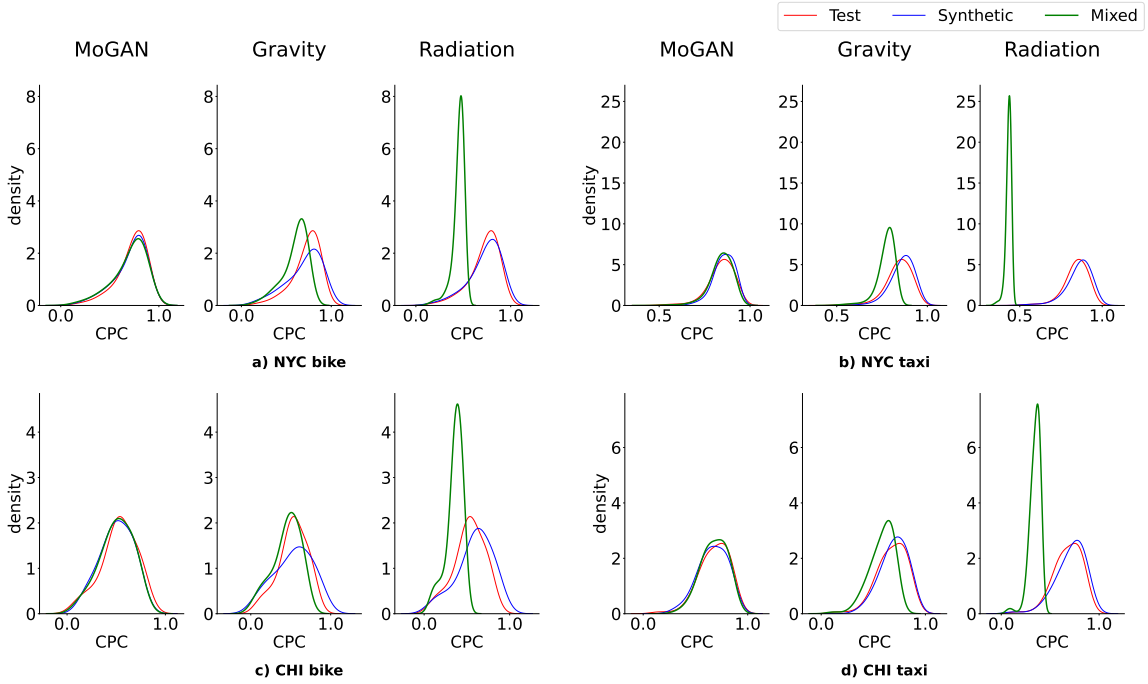 Test Synthetic Mixed
MoGAN Gravity Radiation MoGAN Gravity Radiation
8 8 8 25 25 25
6 6 6 20 20 20
4 4 4 15 15 15
2 2 2 10 10 10
0 0 0 5 5 5
0 0 0
density density
0.0 1.0 0.0 1.0 0.0 1.0 0.5 1.0 0.5 1.0 0.5 1.0
CPC CPC CPC CPC CPC CPC
a) NYC bike b) NYC taxi
4 4 4 6 6 6
3 3 3 4 4 4
2 2 2 2 2 2
1 1 1 0 0 0
0 0 0
density density
0.0 1.0 0.0 1.0 0.0 1.0 0.0 1.0 0.0 1.0 0.0 1.0
CPC CPC CPC CPC CPC CPC
c) CHI bike d) CHI taxi